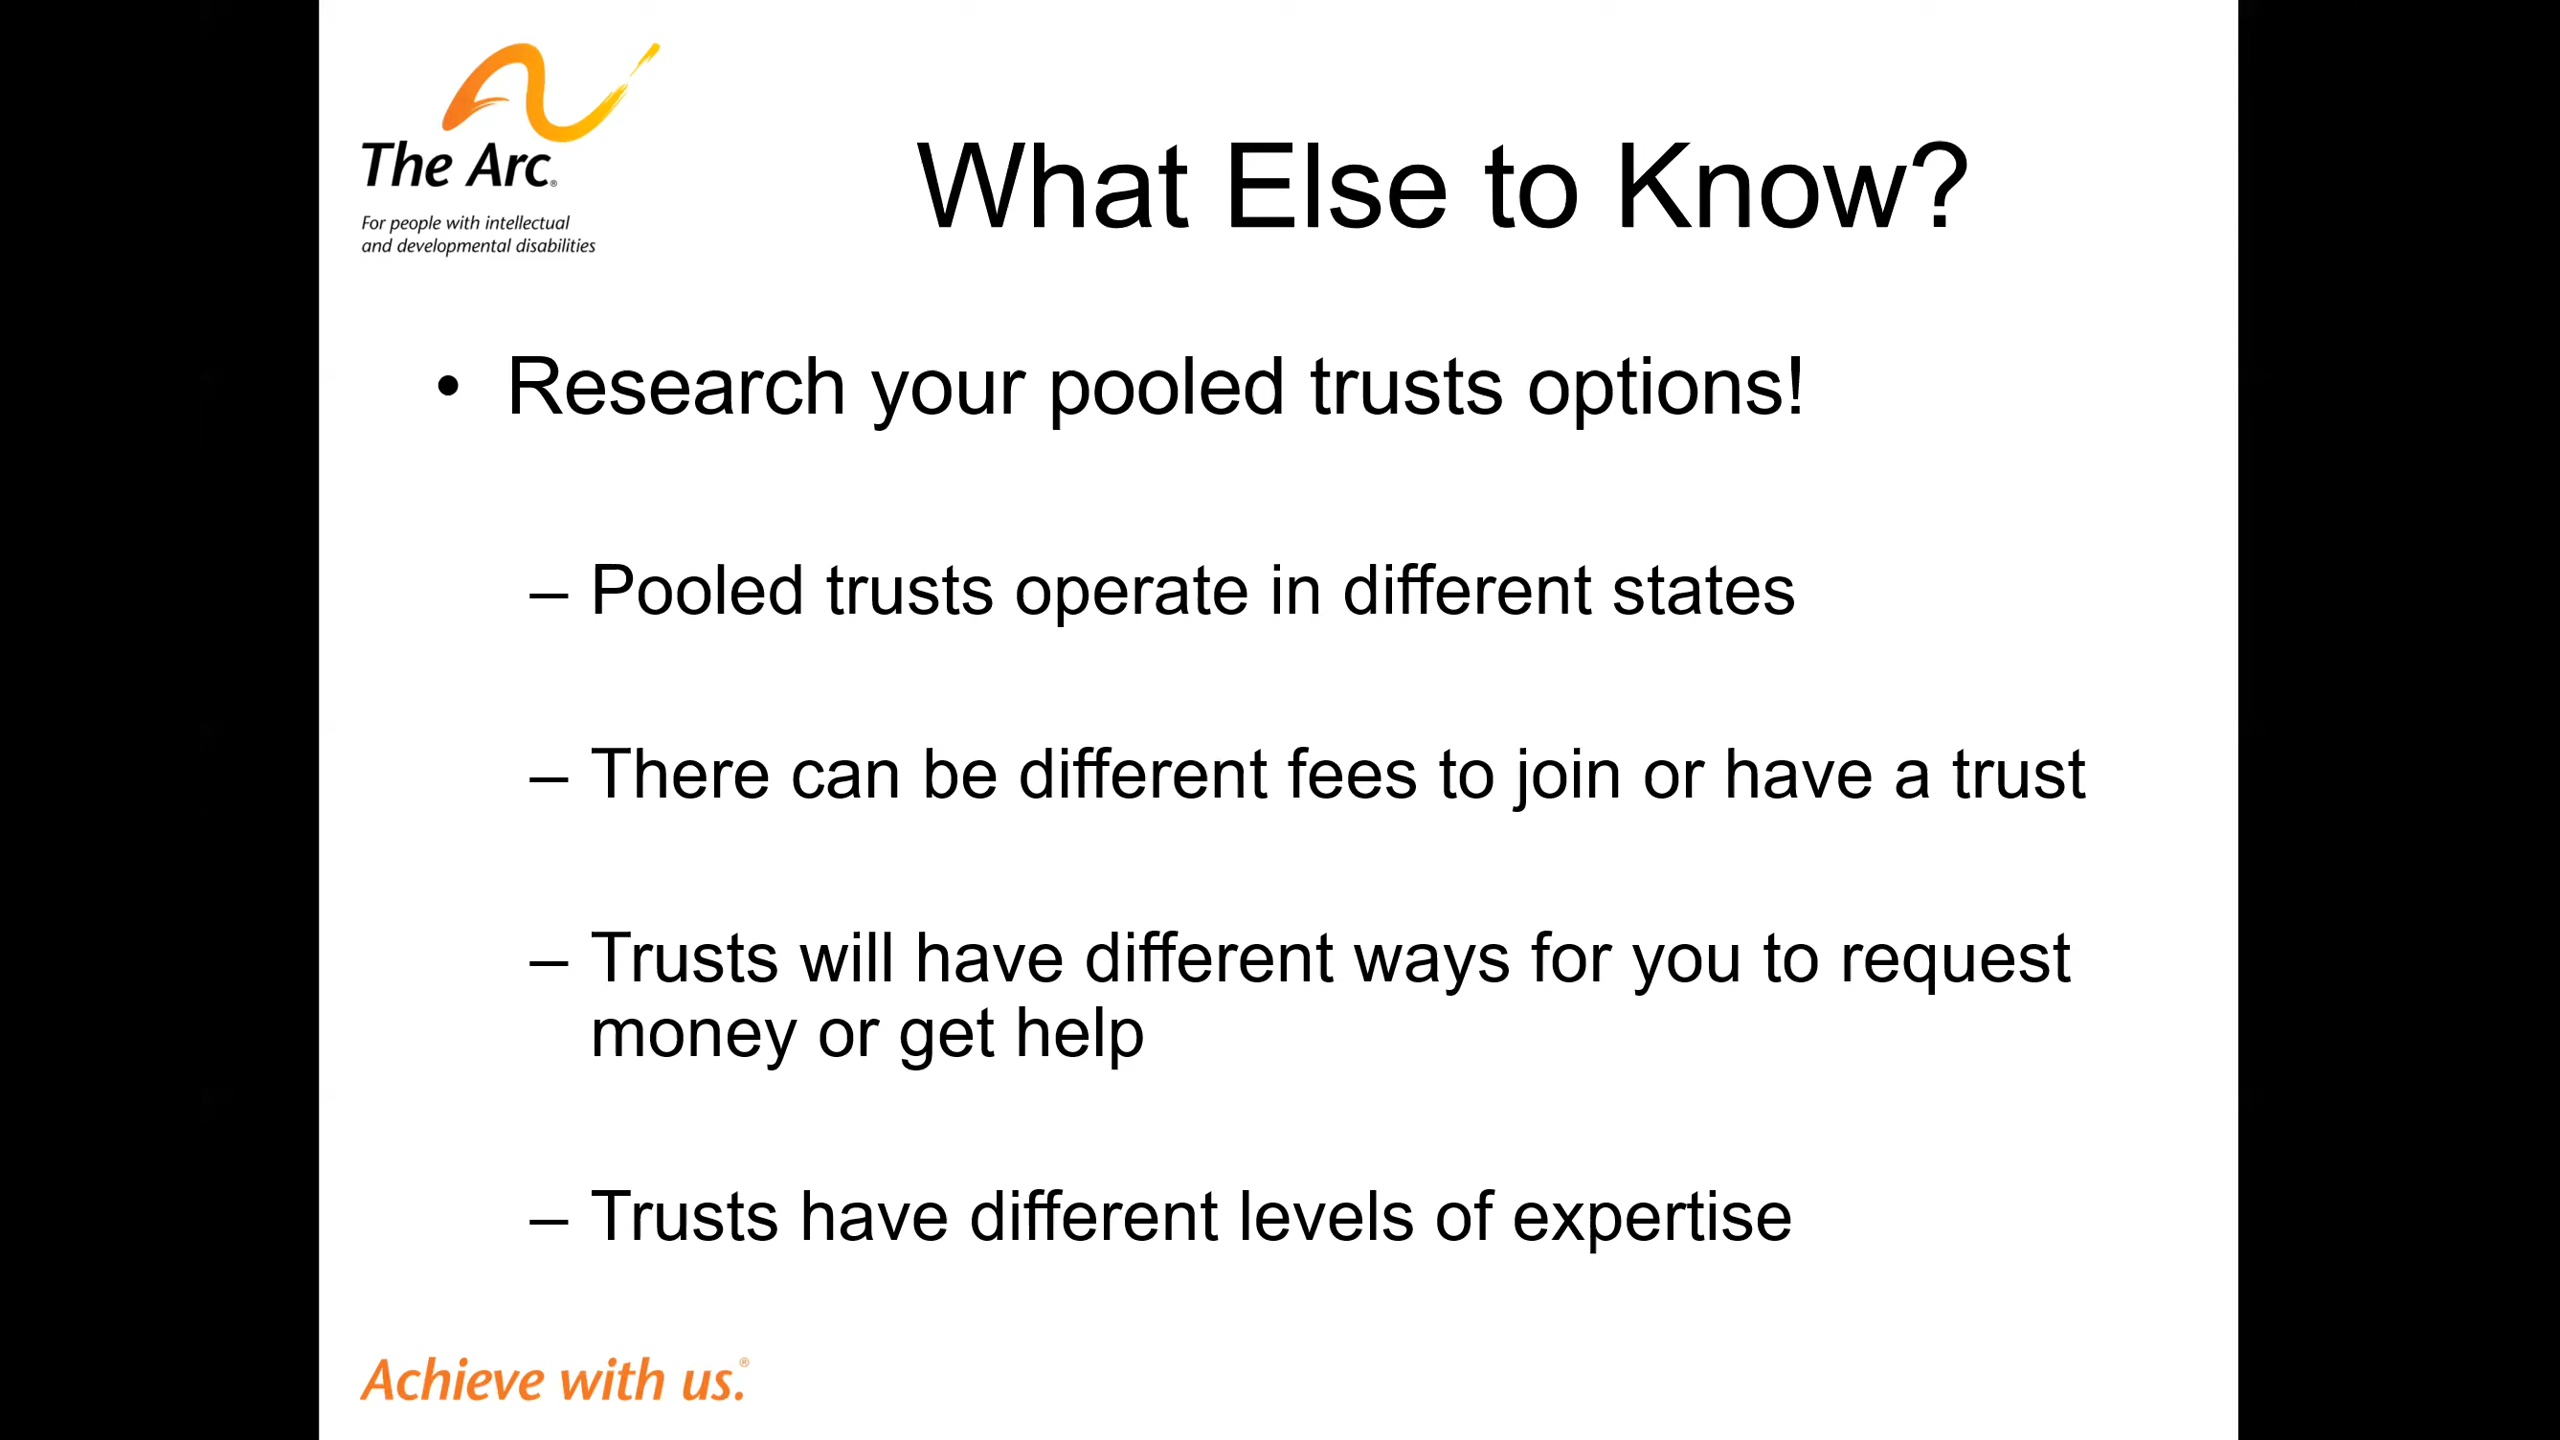 The Arc®
For people with intellectual
and developmental disabilities
What Else to Know?
• Research your pooled trusts options!
– Pooled trusts operate in different states
– There can be different fees to join or have a trust
– Trusts will have different ways for you to request
money or get help
– Trusts have different levels of expertise
Achieve with us.®